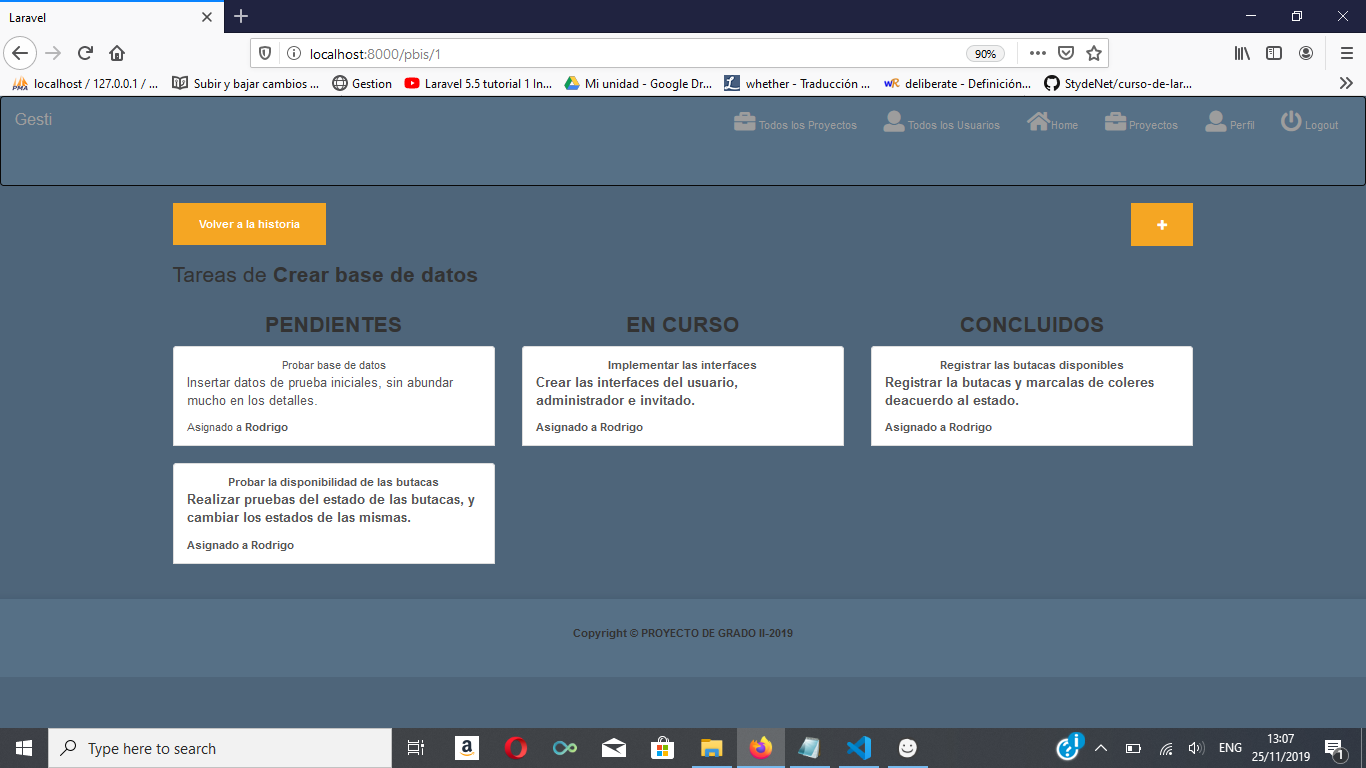 Laravel
localhost:8000/pbis/1
90%
localhost / 127.0.0.1 / ...
Subir y bajar cambios ...
Gestion
Laravel 5.5 tutorial 1 In...
Mi unidad - Google Dr...
whether - Traducción ...
deliberate - Definición...
StydeNet/curso-de-lar...
Gesti
Todos los Proyectos
Todos los Usuarios
Home
Proyectos
Perfil
Logout
Volver a la historia
+
Tareas de Crear base de datos
PENDIENTES
Probar base de datos
Insertar datos de prueba iniciales, sin abundar
mucho en los detalles.
Asignado a Rodrigo
Probar la disponibilidad de las butacas
Realizar pruebas del estado de las butacas, y
cambiar los estados de las mismas.
Asignado a Rodrigo
EN CURSO
Implementar las interfaces
Crear las interfaces del usuario,
administrador e invitado.
Asignado a Rodrigo
CONCLUIDOS
Registrar las butacas disponibles
Registrar la butacas y marcalas de coleres
deacuerdo al estado.
Asignado a Rodrigo
Copyright © PROYECTO DE GRADO II-2019
Type here to search
ENG
13:07
25/11/2019
1